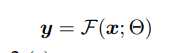 y = F(x; Θ)